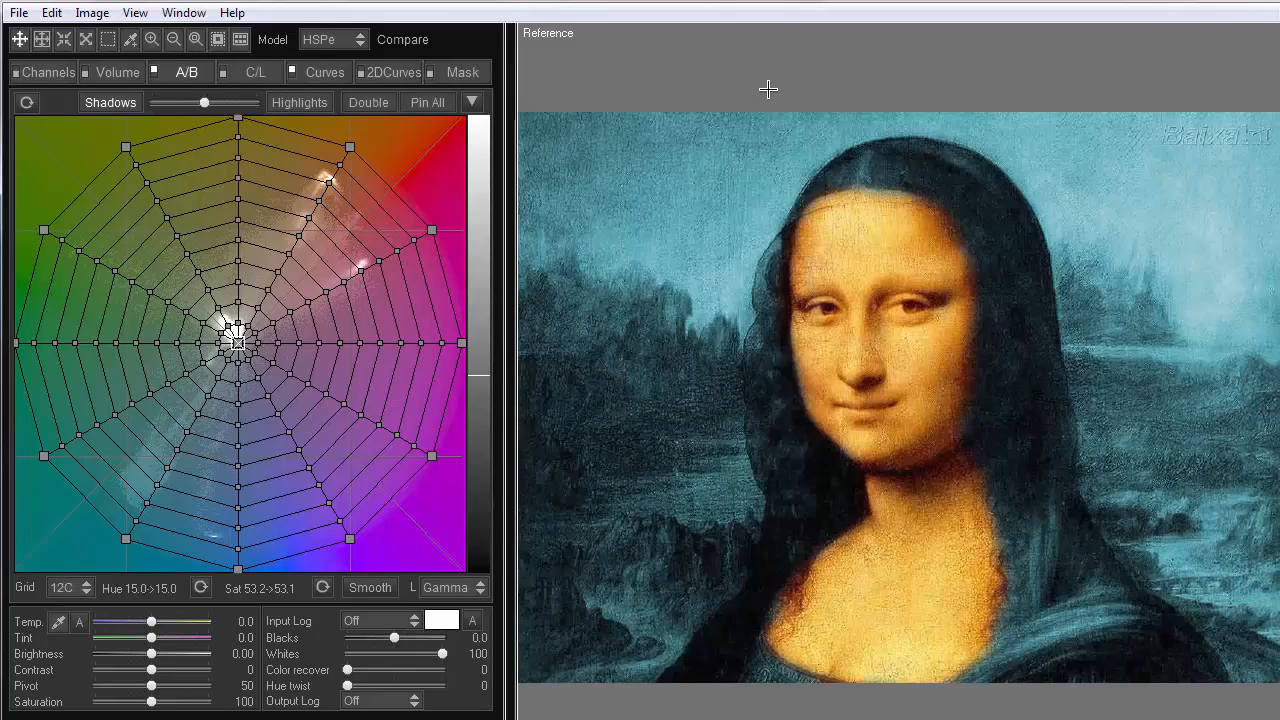 File Edit Image View Window Help
Reference
Model HSPe Compare
Channels Volume A/B C/L Curves 2DCurves Mask
Shadows Highlights Double Pin All
Baixaki
Grid 12C Hue 15.0->15.0 Sat 53.2->53.1 Smooth L Gamma
Temp. A 0.0 Input Log Off A
Tint 0.0 Blacks 0.0
Brightness 0.00 Whites 100
Contrast 0 Color recover 0
Pivot 50 Hue twist 0
Saturation 100 Output Log Off